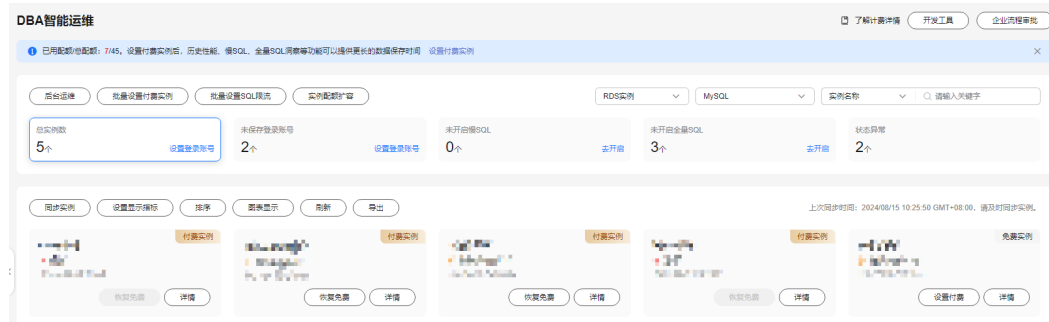 DBA智能运维
了解计费详情 开发工具 企业流程审批
已用配额/总配额：7/45。设置付费实例后，历史性能、慢SQL、全量SQL洞察等功能可以提供更长的数据保存时间 设置付费实例
后台运维 批量设置付费实例 批量设置SQL限流 实例配额扩容 RDS实例 MySQL 实例名称 请输入关键字
总实例数 未保存登录账号 未开启慢SQL 未开启全量SQL 状态异常
5个 设置登录账号 2个 设置登录账号 0个 去开启 3个 去开启 2个
同步实例 设置显示指标 排序 图表显示 刷新 导出 上次同步时间：2024/08/15 10:25:50 GMT+08:00，请及时同步实例。
付费实例 付费实例 付费实例 付费实例 免费实例
恢复免费 详情 恢复免费 详情 恢复免费 详情 恢复免费 详情 设置付费 详情